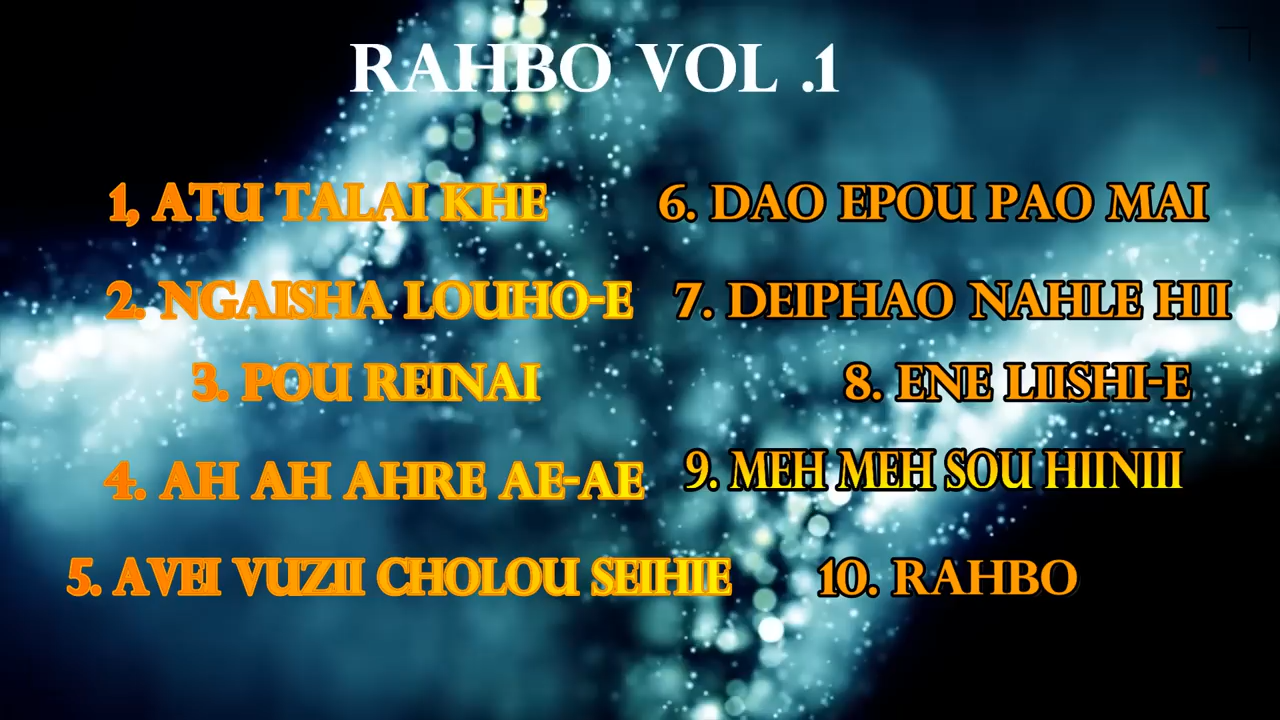 RAHBO VOL .1
1, ATU TALAI KHE
2. NGAISHA LOUHO-E
3. POU REINAI
4. AH AH AHRE AE-AE
5. AVEI VUZII CHOLOU SEIHIE
6. DAO EPOU PAO MAI
7. DEIPHAO NAHLE HII
8. ENE LIISHI-E
9. MEH MEH SOU HIINIII
10. RAHBO